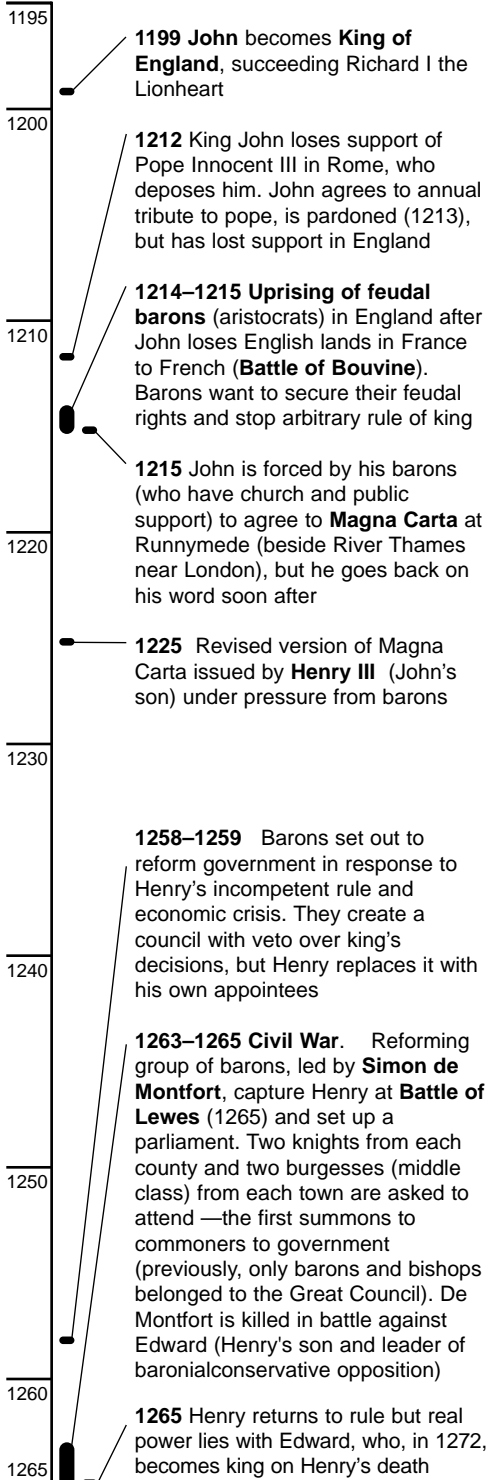 1195
1199 John becomes King of
England, succeeding Richard I the
Lionheart
1200
1212 King John loses support of
Pope Innocent III in Rome, who
deposes him. John agrees to annual
tribute to pope, is pardoned (1213),
but has lost support in England
1214–1215 Uprising of feudal
barons (aristocrats) in England after
John loses English lands in France
to French (Battle of Bouvine).
Barons want to secure their feudal
rights and stop arbitrary rule of king
1210
1215 John is forced by his barons
(who have church and public
support) to agree to Magna Carta at
Runnymede (beside River Thames
near London), but he goes back on
his word soon after
1220
1225 Revised version of Magna
Carta issued by Henry III (John's
son) under pressure from barons
1230
1258–1259 Barons set out to
reform government in response to
Henry's incompetent rule and
economic crisis. They create a
council with veto over king's
decisions, but Henry replaces it with
his own appointees
1240
1263–1265 Civil War. Reforming
group of barons, led by Simon de
Montfort, capture Henry at Battle of
Lewes (1265) and set up a
parliament. Two knights from each
county and two burgesses (middle
class) from each town are asked to
attend —the first summons to
commoners to government
(previously, only barons and bishops
belonged to the Great Council). De
Montfort is killed in battle against
Edward (Henry's son and leader of
baronialconservative opposition)
1250
1260
1265 Henry returns to rule but real
power lies with Edward, who, in 1272,
becomes king on Henry's death
1265